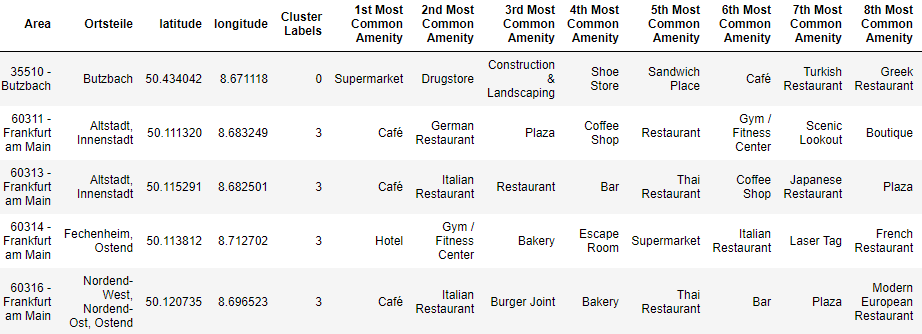 Area Ortsteile latitude longitude Cluster Labels 1st Most Common Amenity 2nd Most Common Amenity 3rd Most Common Amenity 4th Most Common Amenity 5th Most Common Amenity 6th Most Common Amenity 7th Most Common Amenity 8th Most Common Amenity
35510 - Butzbach Butzbach 50.434042 8.671118 0 Supermarket Drugstore Construction & Landscaping Shoe Store Sandwich Place Café Turkish Restaurant Greek Restaurant
60311 - Frankfurt am Main Altstadt, Innenstadt 50.111320 8.683249 3 Café German Restaurant Plaza Coffee Shop Restaurant Gym / Fitness Center Scenic Lookout Boutique
60313 - Frankfurt am Main Altstadt, Innenstadt 50.115291 8.682501 3 Café Italian Restaurant Restaurant Bar Thai Restaurant Coffee Shop Japanese Restaurant Plaza
60314 - Frankfurt am Main Fechenheim, Ostend 50.113812 8.712702 3 Hotel Gym / Fitness Center Bakery Escape Room Supermarket Italian Restaurant Laser Tag French Restaurant
60316 - Frankfurt am Main Nordend-West, Nordend-Ost, Ostend 50.120735 8.696523 3 Café Italian Restaurant Burger Joint Bakery Thai Restaurant Bar Plaza Modern European Restaurant